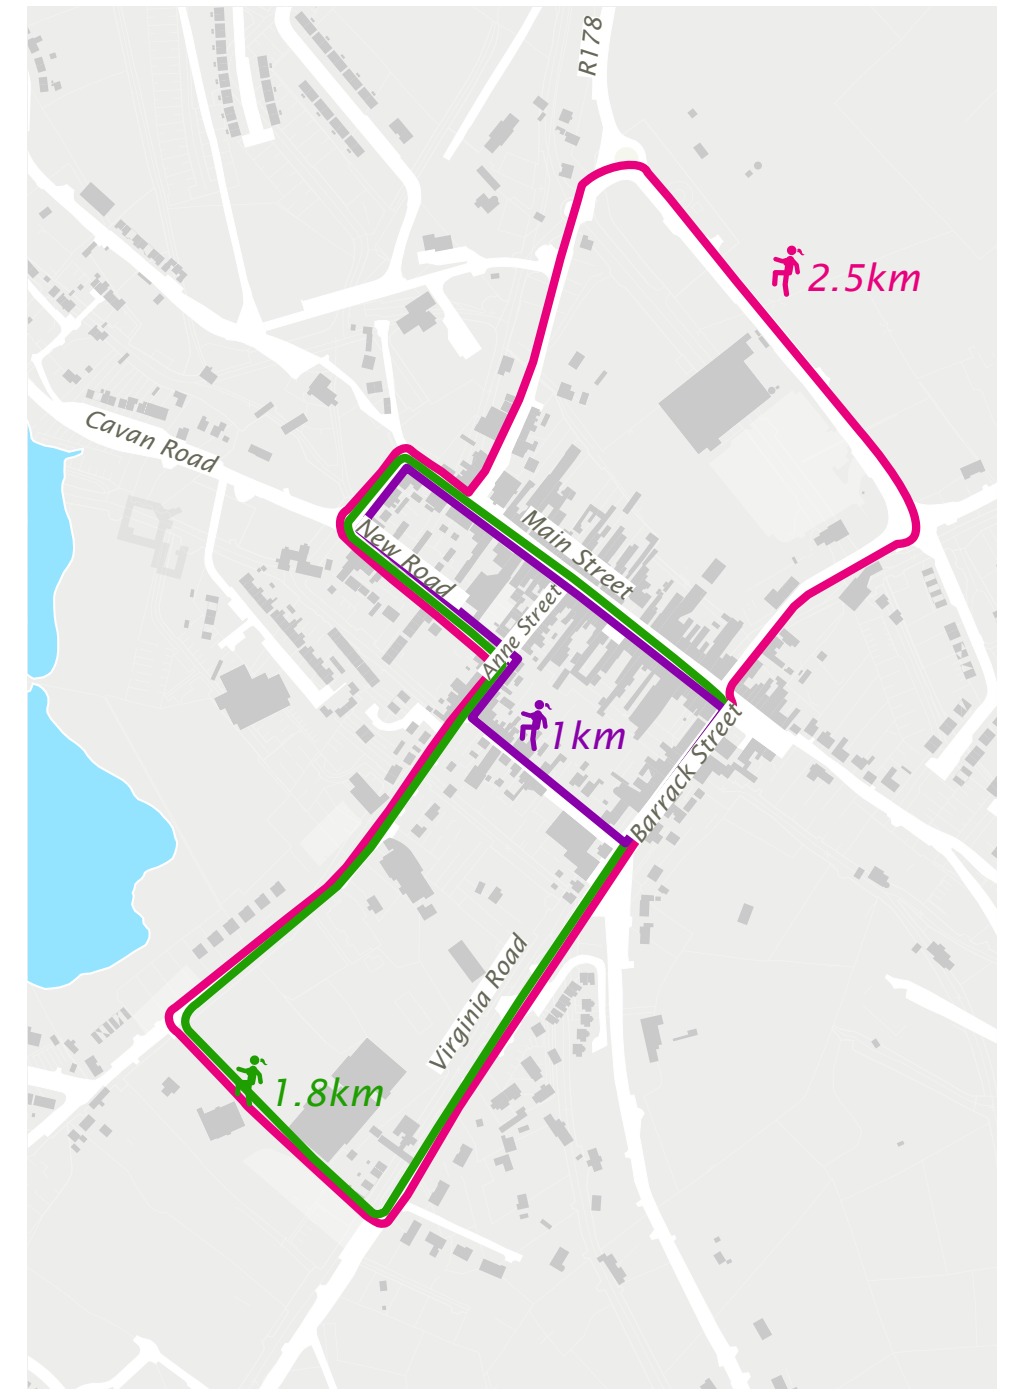 R178
2.5km
Cavan Road
Main Street
New Road
Anne Street
1km
Barrack Street
Virginia Road
1.8km